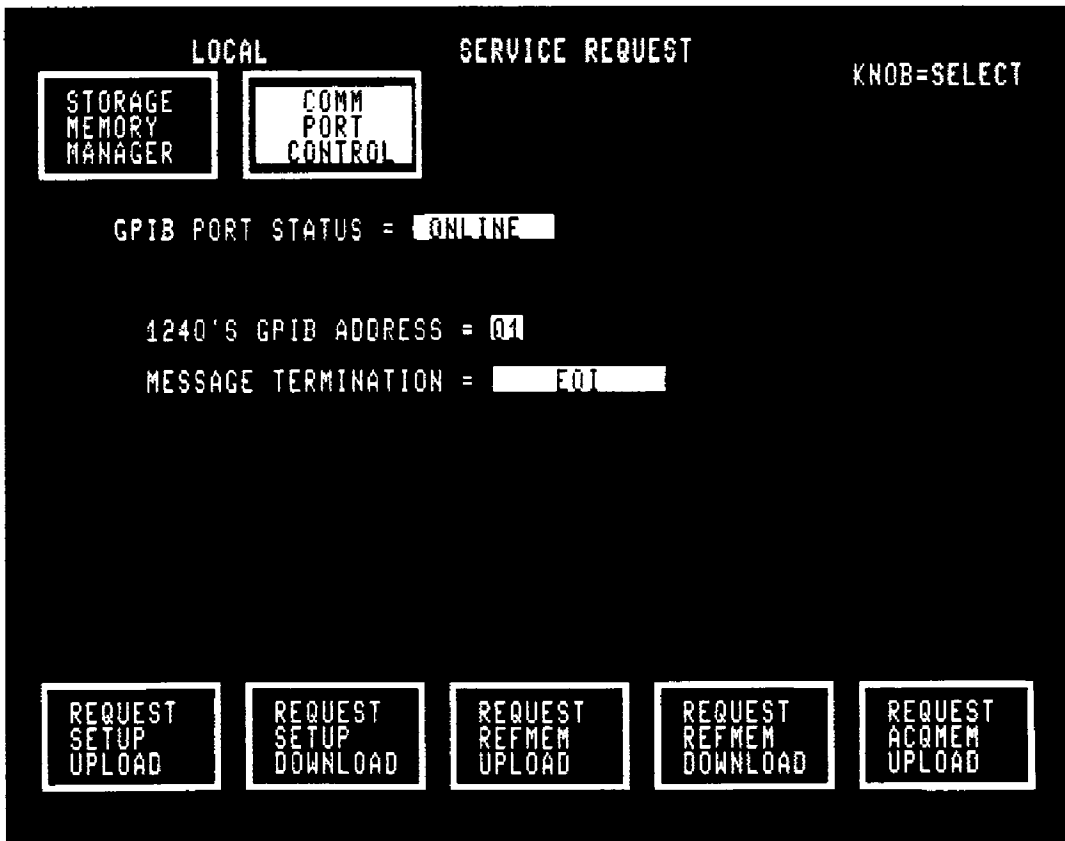 LOCAL SERVICE REQUEST
KNOB=SELECT
STORAGE
MEMORY
MANAGER
COMM
PORT
CONTROL
GPIB PORT STATUS = ONLINE
1240'S GPIB ADDRESS = 01
MESSAGE TERMINATION = EOI
REQUEST
SETUP
UPLOAD
REQUEST
SETUP
DOWNLOAD
REQUEST
REFMEM
UPLOAD
REQUEST
REFMEM
DOWNLOAD
REQUEST
ACQMEM
UPLOAD